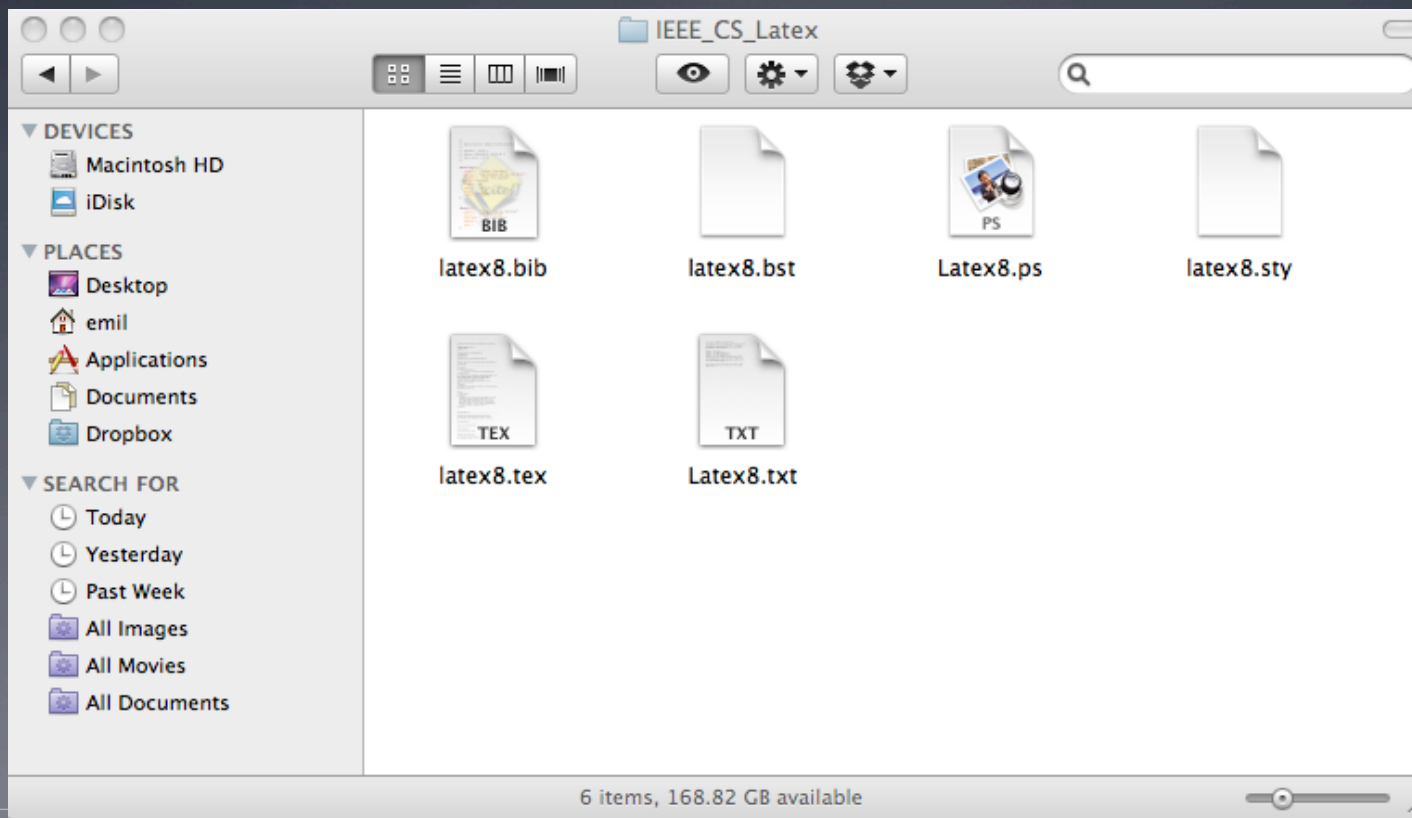 IEEE_CS_Latex
DEVICES
Macintosh HD
iDisk
PLACES
Desktop
emil
Applications
Documents
Dropbox
SEARCH FOR
Today
Yesterday
Past Week
All Images
All Movies
All Documents
BIB
PS
latex8.bib latex8.bst Latex8.ps latex8.sty
TEX TXT
latex8.tex Latex8.txt
6 items, 168.82 GB available